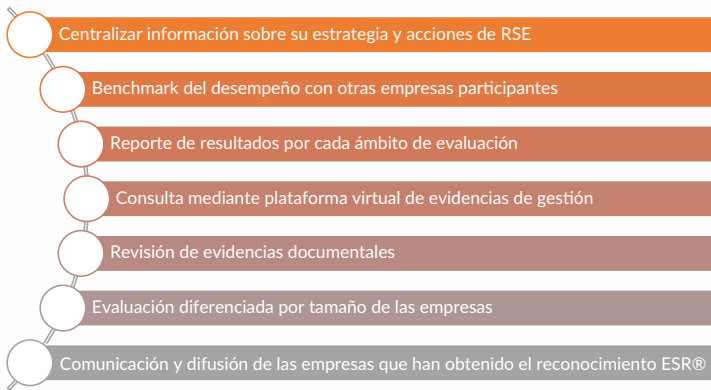 Centralizar información sobre su estrategia y acciones de RSE
Benchmark del desempeño con otras empresas participantes
Reporte de resultados por cada ámbito de evaluación
Consulta mediante plataforma virtual de evidencias de gestión
Revisión de evidencias documentales
Evaluación diferenciada por tamaño de las empresas
Comunicación y difusión de las empresas que han obtenido el reconocimiento ESR®